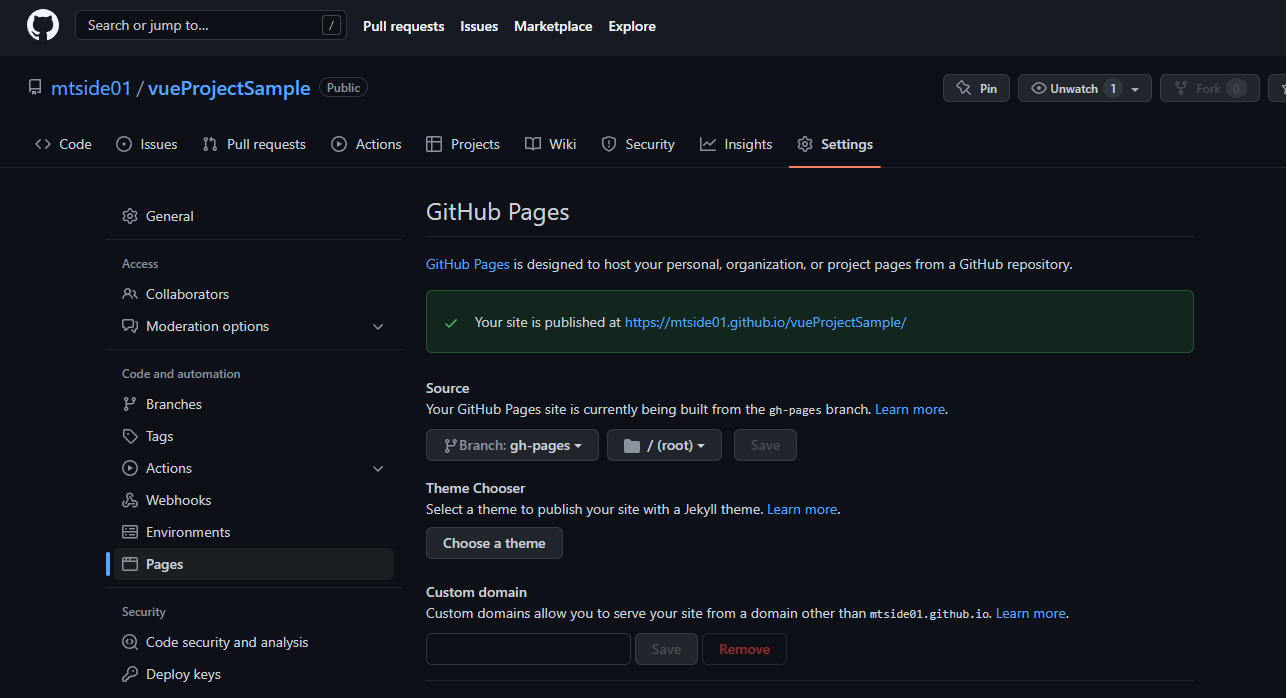 Search or jump to... /
Pull requests Issues Marketplace Explore
mtside01 / vueProjectSample Public
Pin Unwatch 1 Fork 0
Code Issues Pull requests Actions Projects Wiki Security Insights Settings
General
Access
Collaborators
Moderation options
Code and automation
Branches
Tags
Actions
Webhooks
Environments
Pages
Security
Code security and analysis
Deploy keys
GitHub Pages
GitHub Pages is designed to host your personal, organization, or project pages from a GitHub repository.
Your site is published at https://mtside01.github.io/vueProjectSample/
Source
Your GitHub Pages site is currently being built from the gh-pages branch. Learn more.
Branch: gh-pages / (root) Save
Theme Chooser
Select a theme to publish your site with a Jekyll theme. Learn more.
Choose a theme
Custom domain
Custom domains allow you to serve your site from a domain other than mtside01.github.io. Learn more.
Save Remove